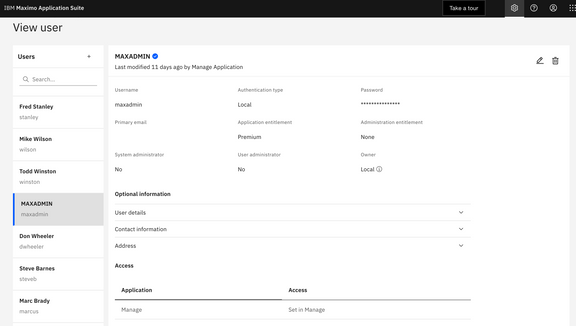 IBM Maximo Application Suite
Take a tour
View user
Users
+
Search...
Fred Stanley
stanley
Mike Wilson
wilson
Todd Winston
winston
MAXADMIN
maxadmin
Don Wheeler
dwheeler
Steve Barnes
steveb
Marc Brady
marcus
MAXADMIN
Last modified 11 days ago by Manage Application
Username Authentication type Password
maxadmin Local ***************
Primary email Application entitlement Administration entitlement
Premium None
System administrator User administrator Owner
No No Local
Optional information
User details
Contact information
Address
Access
Application Access
Manage Set in Manage